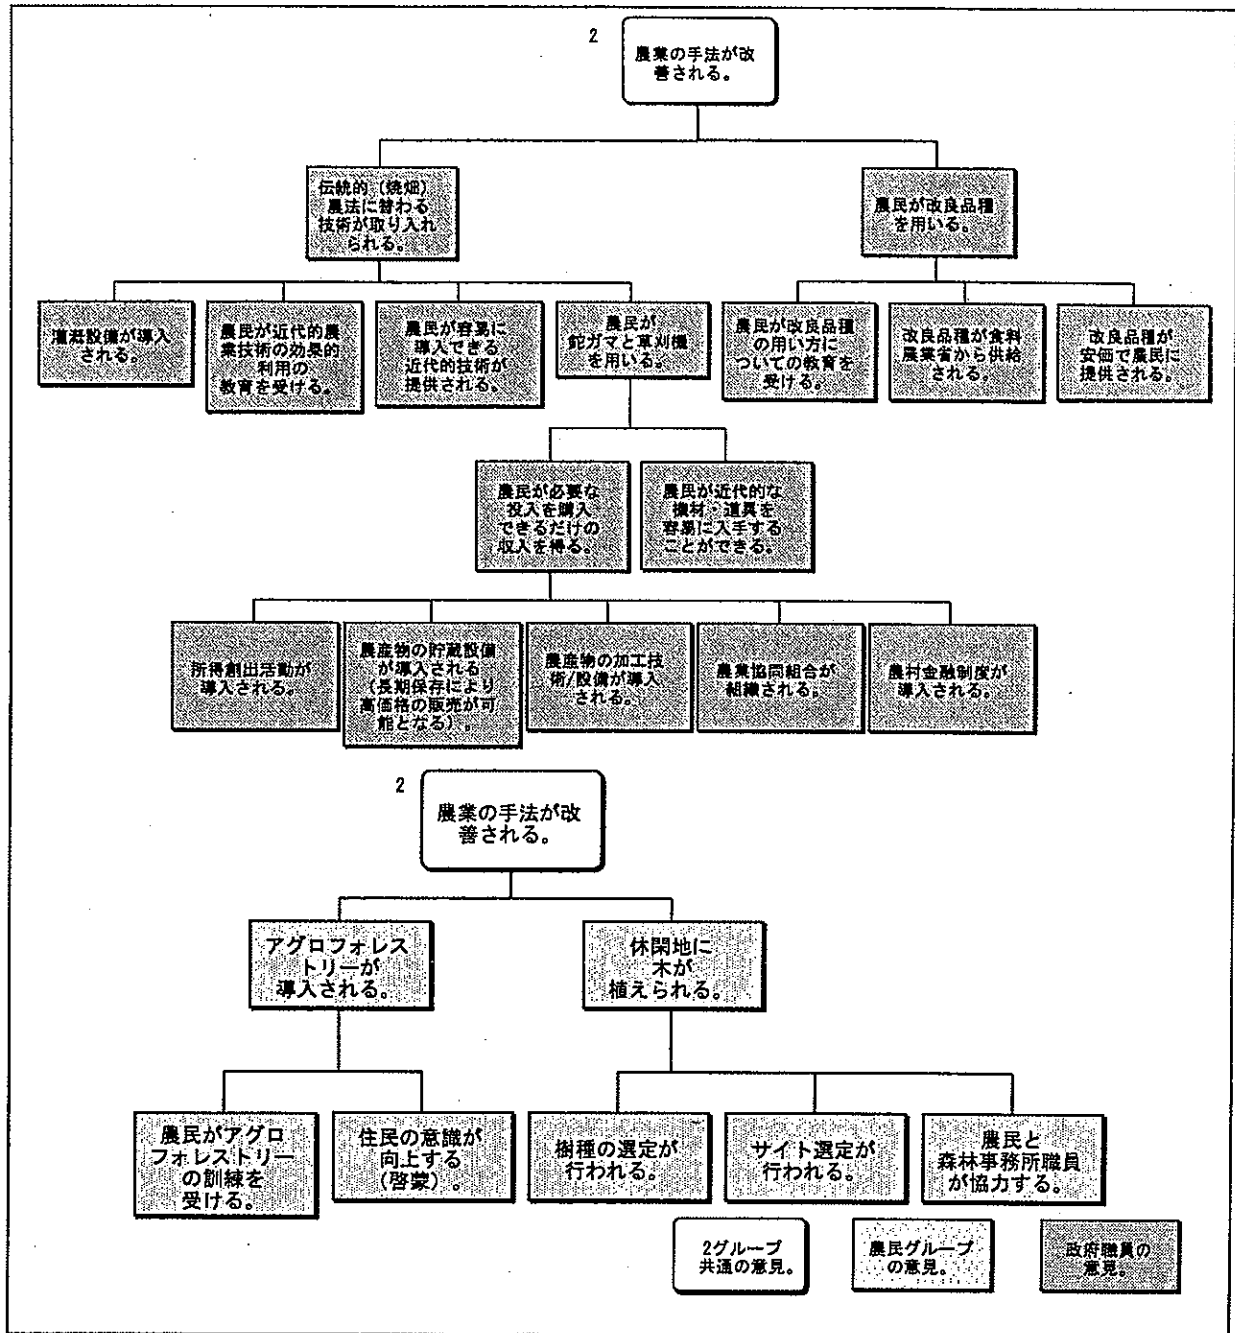 2
農業の手法が改
善される。
伝統的（焼畑）
農法に替わる
技術が取り入れ
られる。
農民が改良品種
を用いる。
灌漑設備が導入
される。
農民が近代的農
業技術の効果的
利用の
教育を受ける。
農民が容易に
導入できる
近代的技術が
提供される。
農民が
鉈ガマと草刈機
を用いる。
農民が改良品種
の用い方に
ついての教育を
受ける。
改良品種が食料
農業省から供給
される。
改良品種が
安価で農民に
提供される。
農民が必要な
投入を購入
できるだけの
収入を得る。
農民が近代的な
機材・道具を
容易に入手する
ことができる。
所得創出活動が
導入される。
農産物の貯蔵設備
が導入される
（長期保存により
高価格の販売が可
能となる）。
農産物の加工技
術/設備が導入
される。
農業協同組合が
組織される。
農村金融制度が
導入される。
2
農業の手法が改
善される。
アグロフォレス
トリーが
導入される。
休閑地に
木が
植えられる。
農民がアグロ
フォレストリー
の訓練を
受ける。
住民の意識が
向上する
（啓蒙）。
樹種の選定が
行われる。
サイト選定が
行われる。
農民と
森林事務所職員
が協力する。
2グループ
共通の意見。
農民グループ
の意見。
政府職員の
意見。